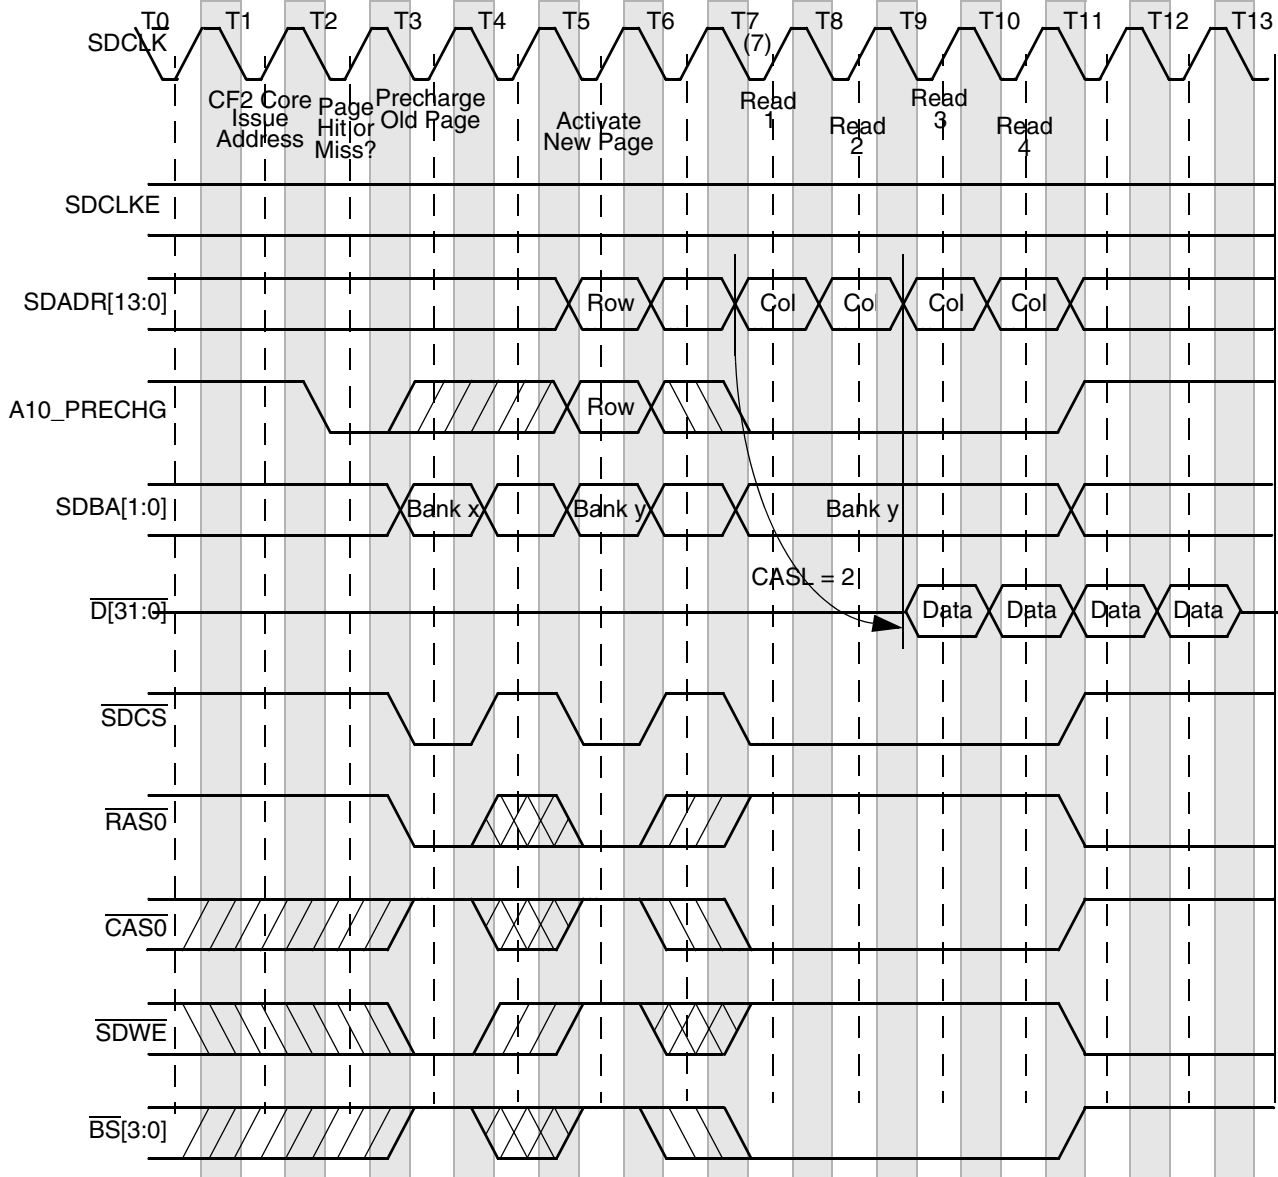 T0 T1 T2 T3 T4 T5 T6 T7 T8 T9 T10 T11 T12 T13
SDCLK (7)
CF2 Core
Issue
Address
Page
Hit or
Miss?
Precharge
Old Page
Activate
New Page
Read
1
Read
2
Read
3
Read
4
SDCLKE
SDADR[13:0] Row Col Col Col Col
A10_PRECHG Row
SDBA[1:0] Bank x Bank y Bank y
CASL = 2
D[31:0] Data Data Data Data
SDCS
RAS0
CAS0
SDWE
BS[3:0]